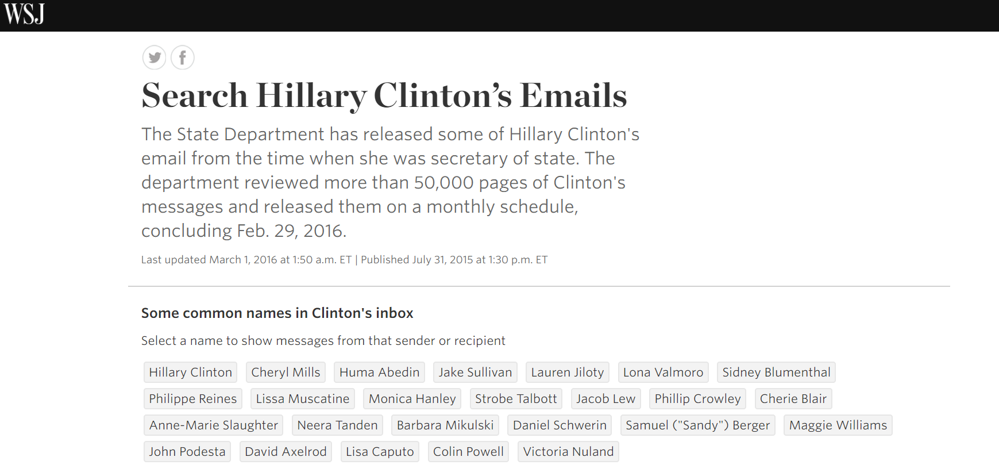 WSJ
Search Hillary Clinton’s Emails
The State Department has released some of Hillary Clinton's
email from the time when she was secretary of state. The
department reviewed more than 50,000 pages of Clinton's
messages and released them on a monthly schedule,
concluding Feb. 29, 2016.
Last updated March 1, 2016 at 1:50 a.m. ET | Published July 31, 2015 at 1:30 p.m. ET
Some common names in Clinton's inbox
Select a name to show messages from that sender or recipient
Hillary Clinton Cheryl Mills Huma Abedin Jake Sullivan Lauren Jiloty Lona Valmoro Sidney Blumenthal
Philippe Reines Lissa Muscatine Monica Hanley Strobe Talbott Jacob Lew Phillip Crowley Cherie Blair
Anne-Marie Slaughter Neera Tanden Barbara Mikulski Daniel Schwerin Samuel ("Sandy") Berger Maggie Williams
John Podesta David Axelrod Lisa Caputo Colin Powell Victoria Nuland